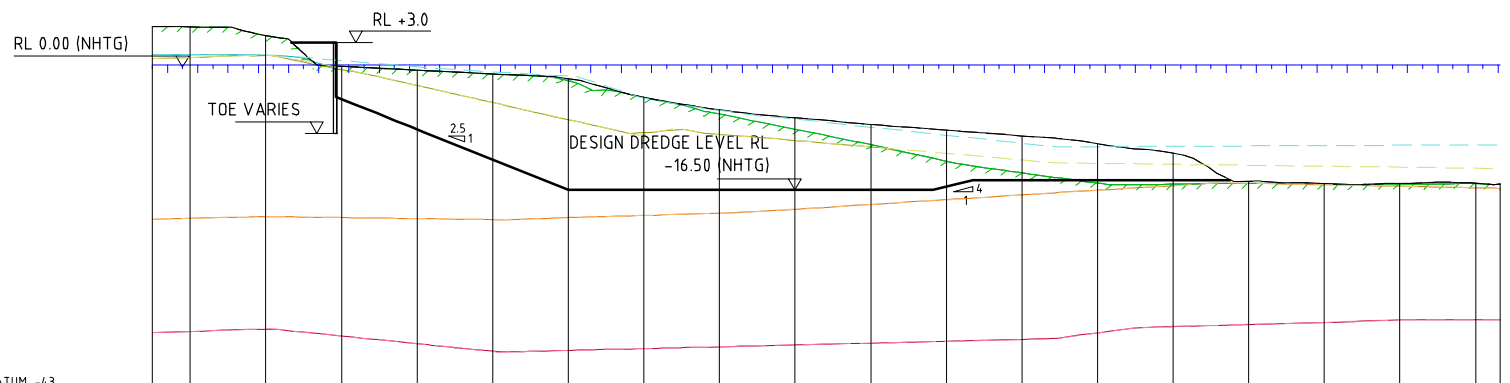 RL +3.0
RL 0.00 (NHTG)
TOE VARIES
2.5
1
DESIGN DREDGE LEVEL RL
-16.50 (NHTG)
4
1